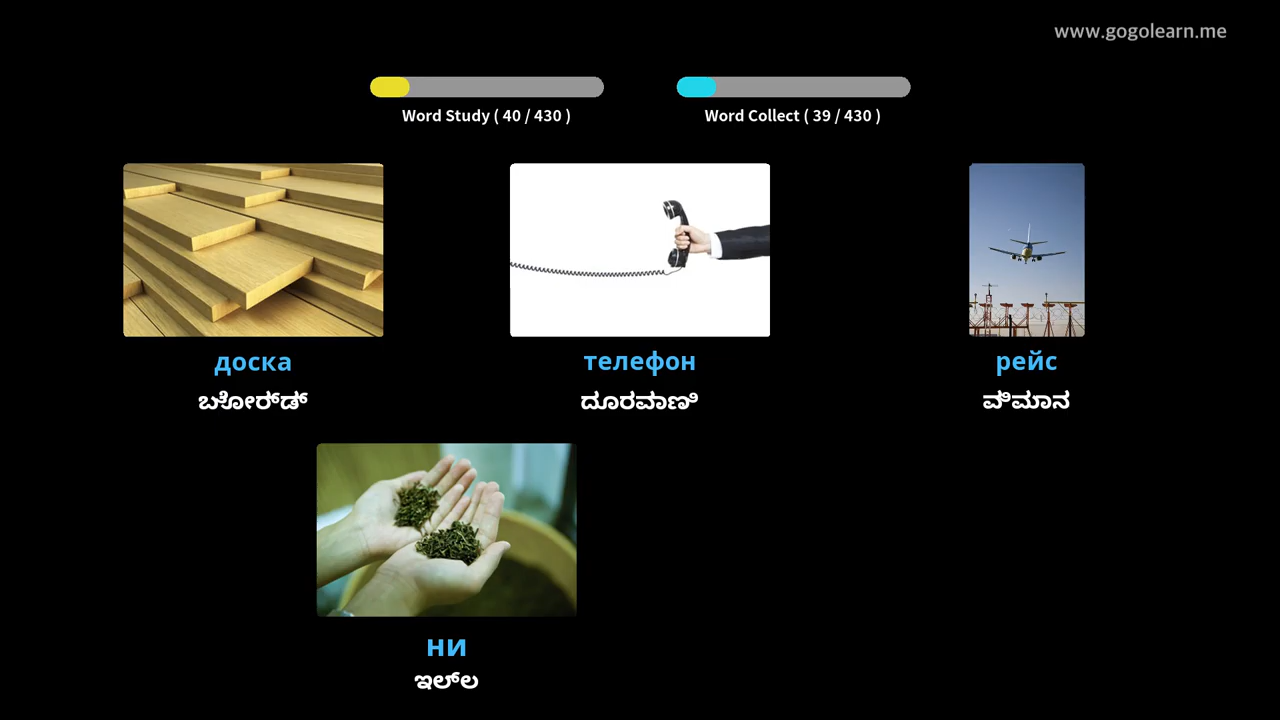 www.gogolearn.me
Word Study ( 40 / 430 )
Word Collect ( 39 / 430 )
доска
ಬೋರ್ಡ್
телефон
ದೂರವಾಣಿ
рейс
ವಿಮಾನ
ни
ಇಲ್ಲ